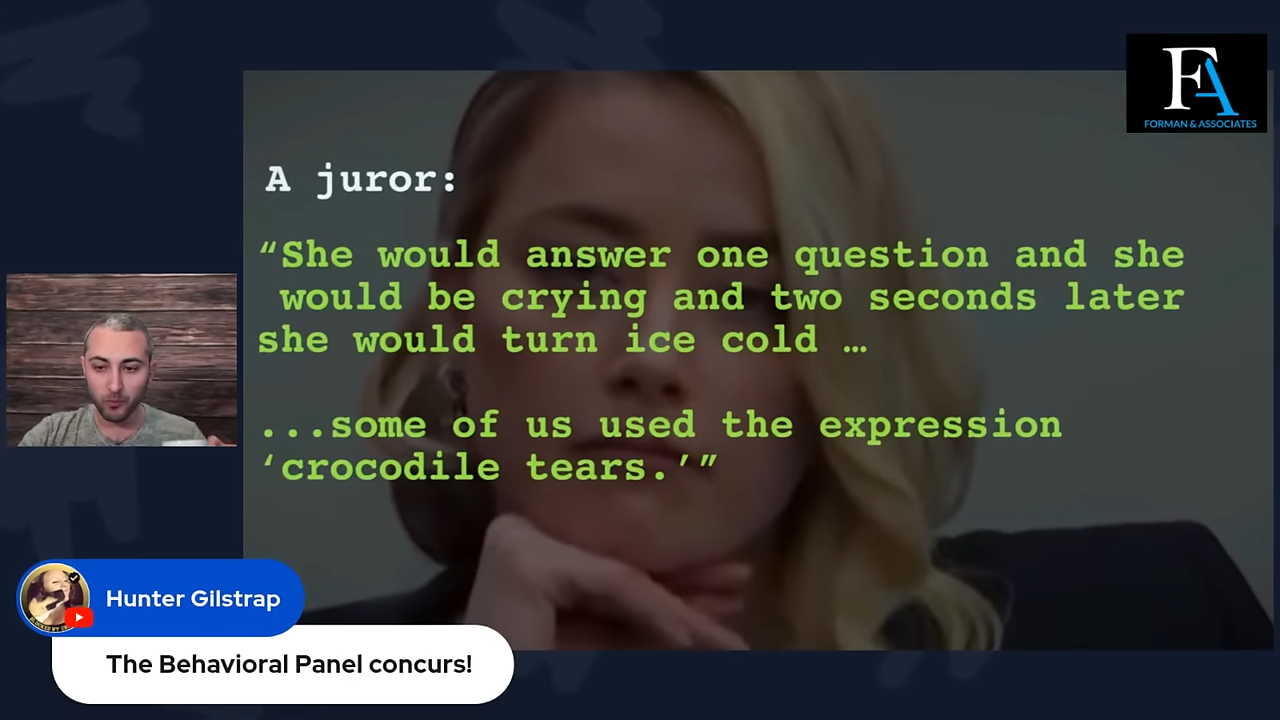 FA
FORMAN & ASSOCIATES
A juror:
“She would answer one question and she
would be crying and two seconds later
she would turn ice cold …
...some of us used the expression
‘crocodile tears.’”
Hunter Gilstrap
The Behavioral Panel concurs!